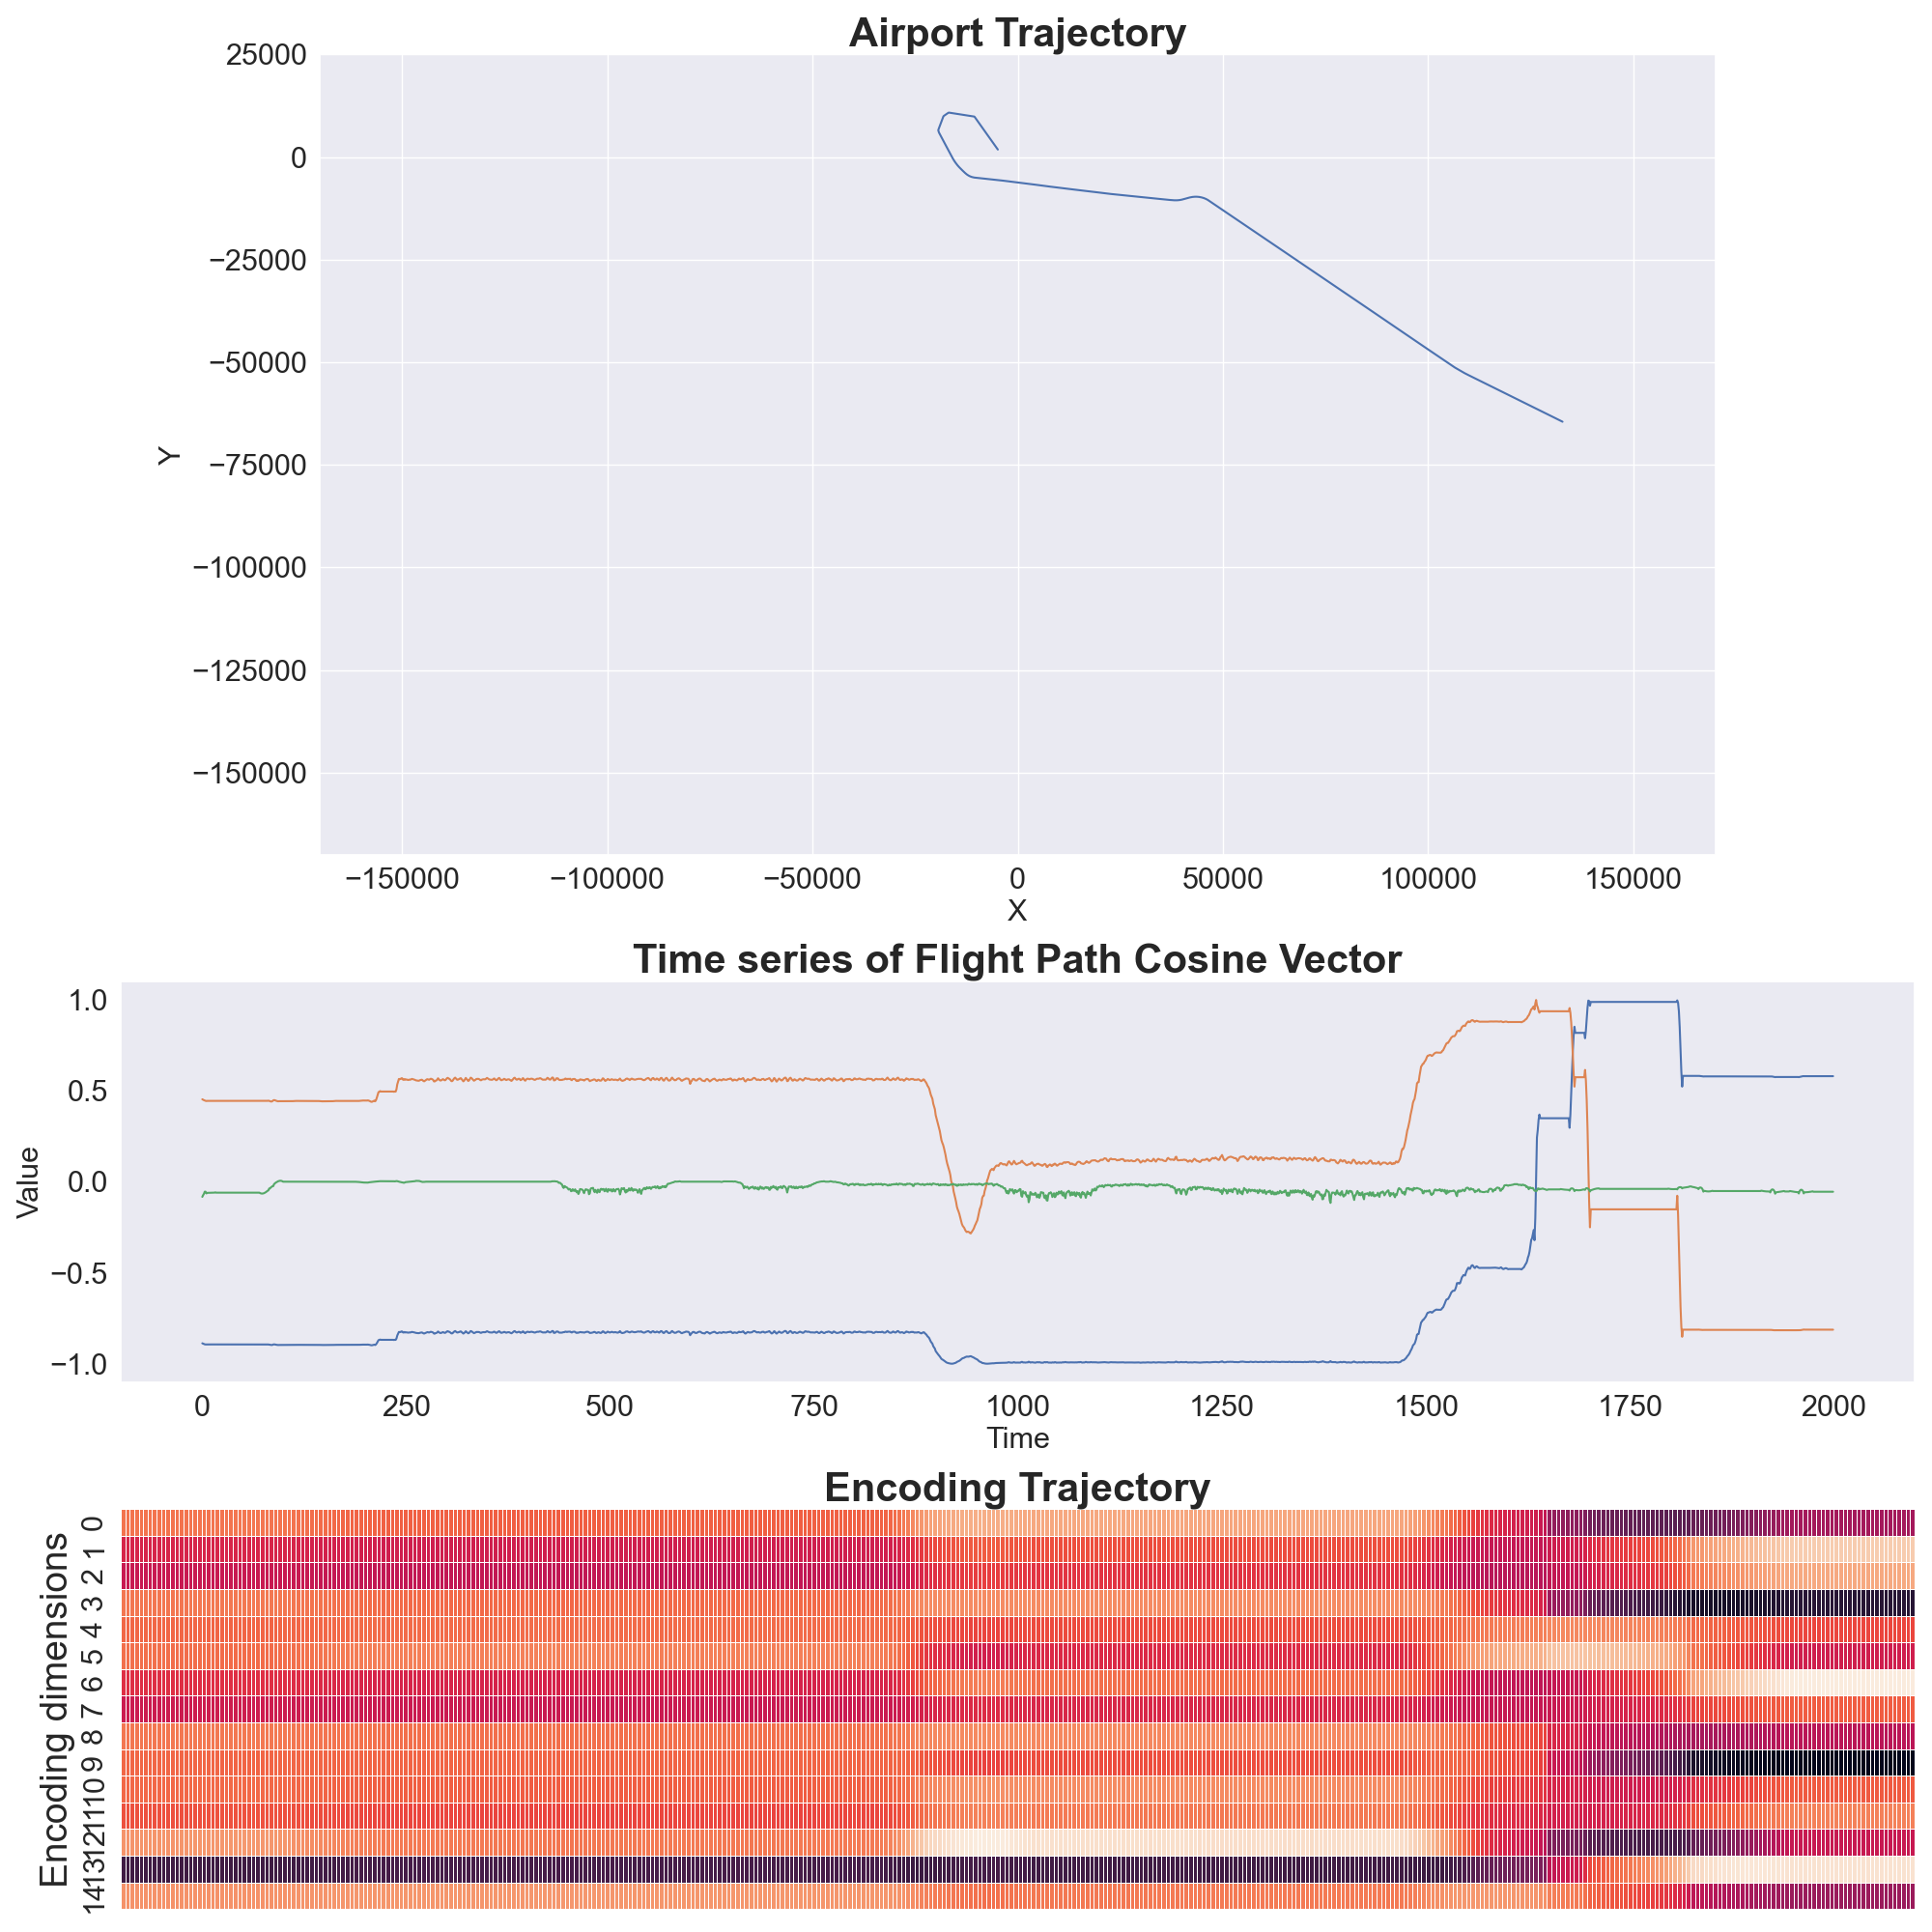 Airport Trajectory
25000
0
−25000
−50000
−75000
−100000
−125000
−150000
Y
−150000 −100000 −50000 0 50000 100000 150000
X
Time series of Flight Path Cosine Vector
1.0
0.5
0.0
−0.5
−1.0
Value
0 250 500 750 1000 1250 1500 1750 2000
Time
Encoding Trajectory
Encoding dimensions
0
1
2
3
4
5
6
7
8
9
10
11
12
13
14